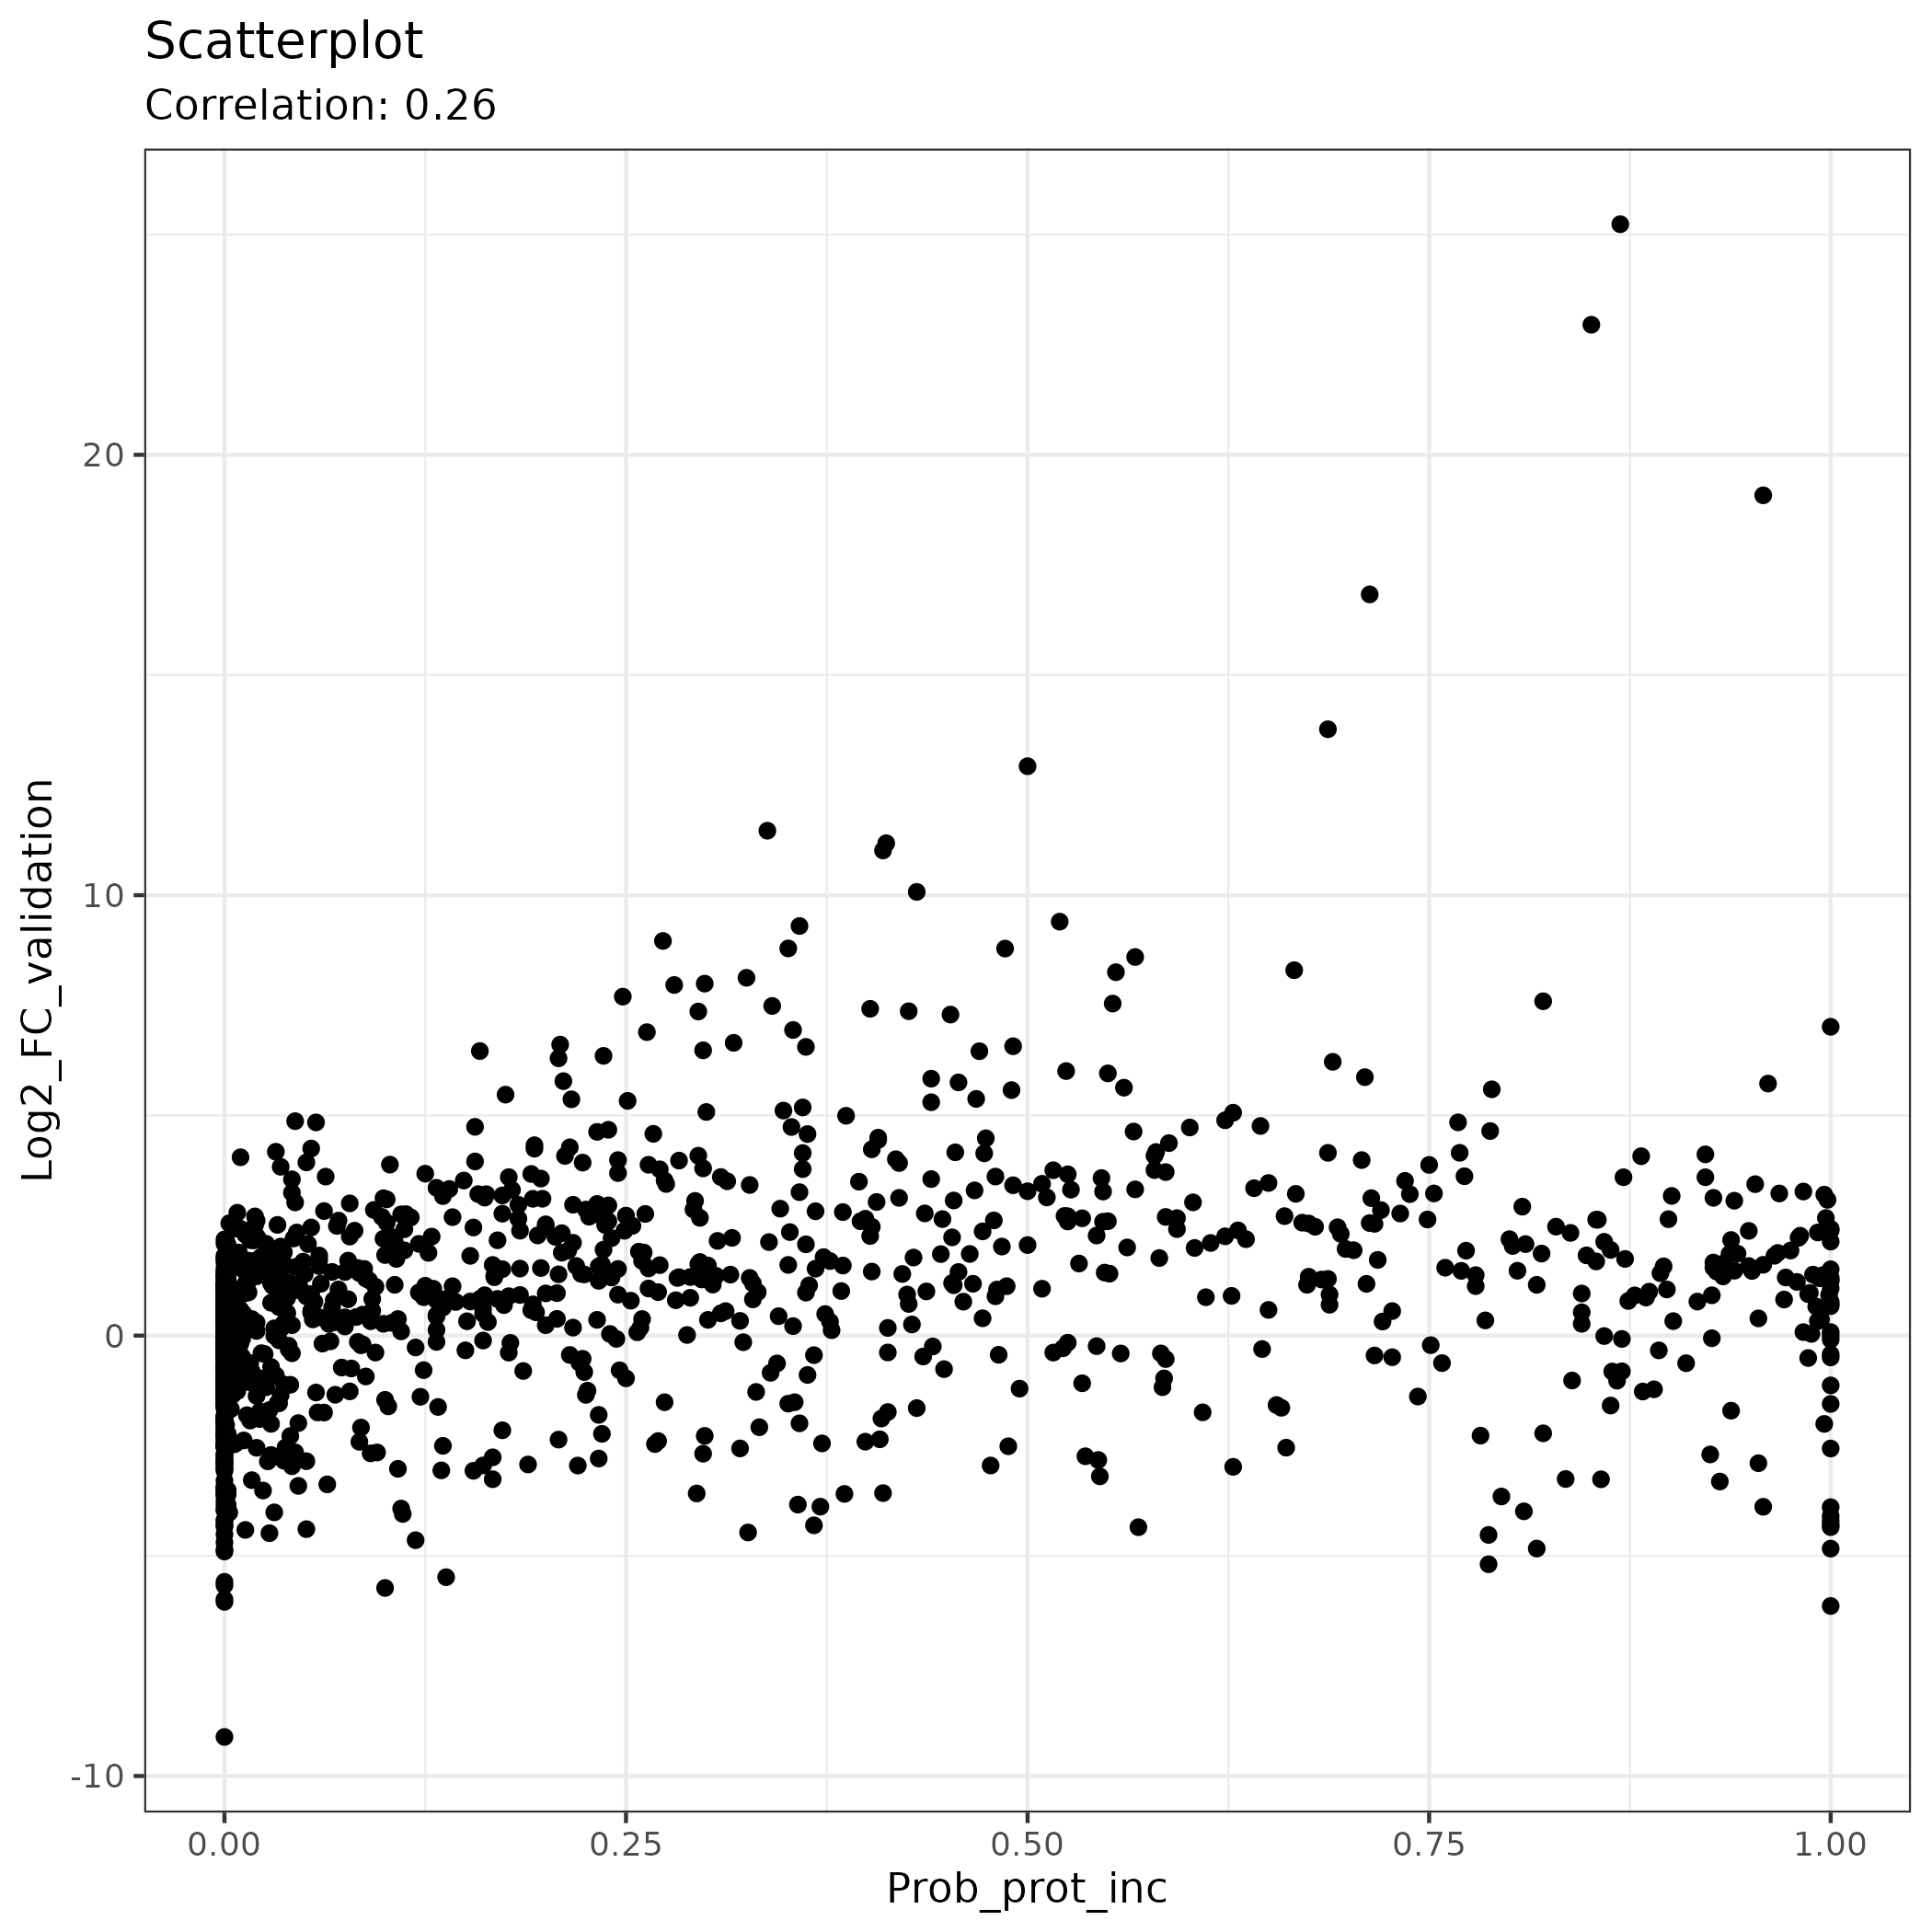 Scatterplot
Correlation: 0.26
20
10
0
-10
Log2_FC_validation
0.00 0.25 0.50 0.75 1.00
Prob_prot_inc